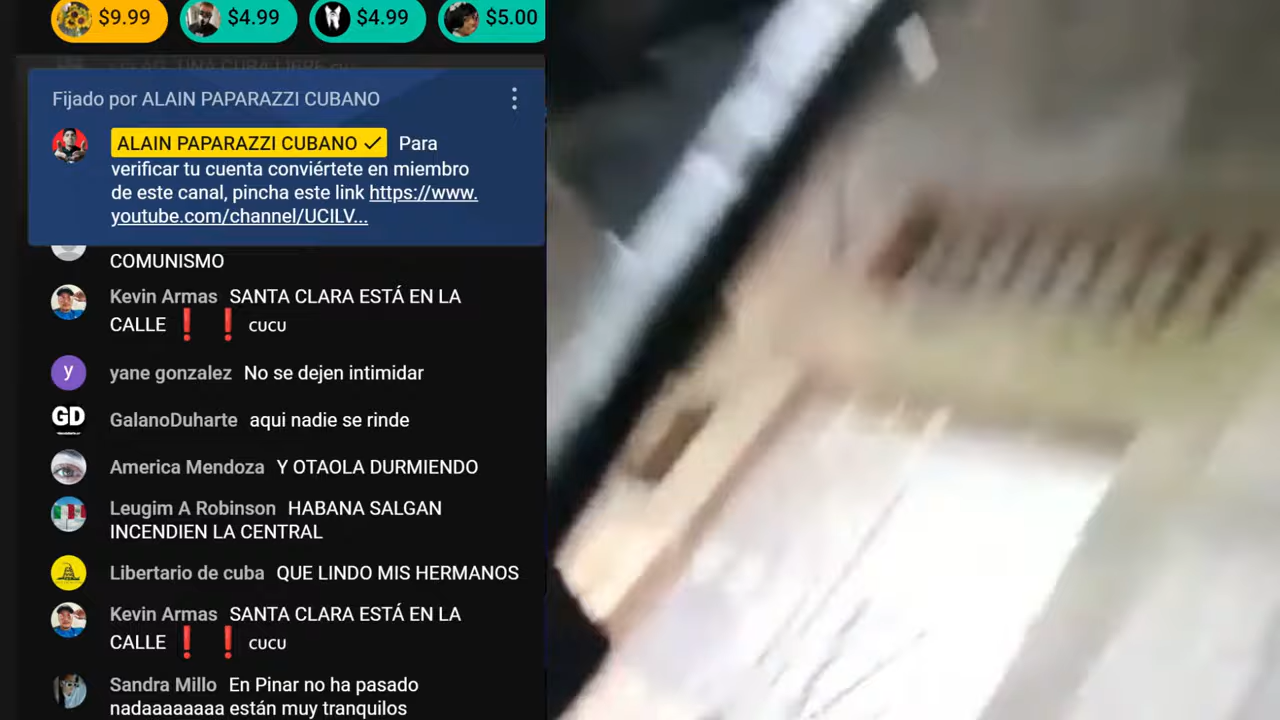 $9.99
$4.99
$4.99
$5.00
UNA CUBA LIBRE
Fijado por ALAIN PAPARAZZI CUBANO
ALAIN PAPARAZZI CUBANO Para
verificar tu cuenta conviértete en miembro
de este canal, pincha este link https://www.
youtube.com/channel/UCILV...
COMUNISMO
Kevin Armas SANTA CLARA ESTÁ EN LA
CALLE ❗ ❗ cucu
y
yane gonzalez No se dejen intimidar
GD
GalanoDuharte aqui nadie se rinde
America Mendoza Y OTAOLA DURMIENDO
Leugim A Robinson HABANA SALGAN
INCENDIEN LA CENTRAL
Libertario de cuba QUE LINDO MIS HERMANOS
Kevin Armas SANTA CLARA ESTÁ EN LA
CALLE ❗ ❗ cucu
Sandra Millo En Pinar no ha pasado
nadaaaaaaaa están muy tranquilos